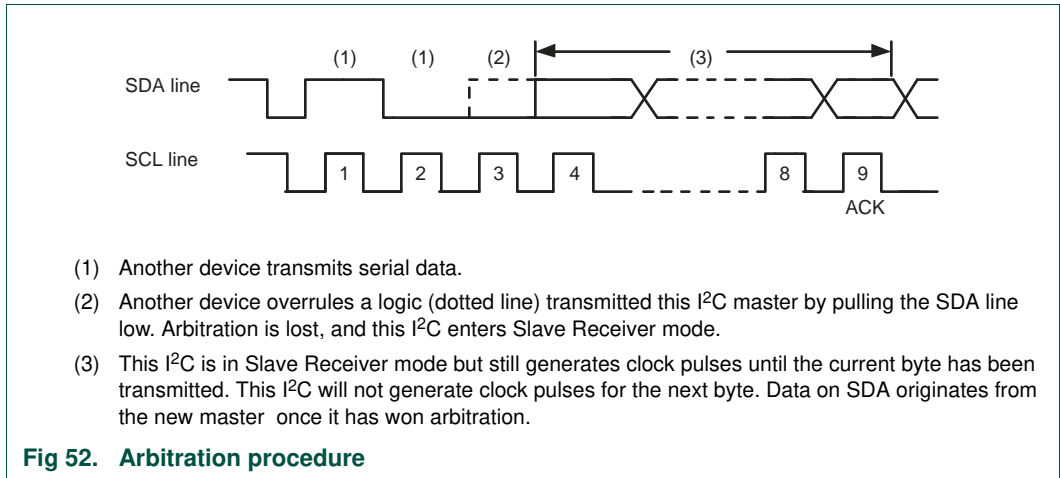 (1) (1) (2) (3)
SDA line
SCL line
1 2 3 4 8 9
ACK
(1) Another device transmits serial data.
(2) Another device overrules a logic (dotted line) transmitted this I2C master by pulling the SDA line
low. Arbitration is lost, and this I2C enters Slave Receiver mode.
(3) This I2C is in Slave Receiver mode but still generates clock pulses until the current byte has been
transmitted. This I2C will not generate clock pulses for the next byte. Data on SDA originates from
the new master once it has won arbitration.
Fig 52. Arbitration procedure